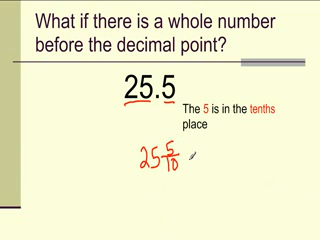 What if there is a whole number
before the decimal point?
25.5
The 5 is in the tenths
place
25 5/10